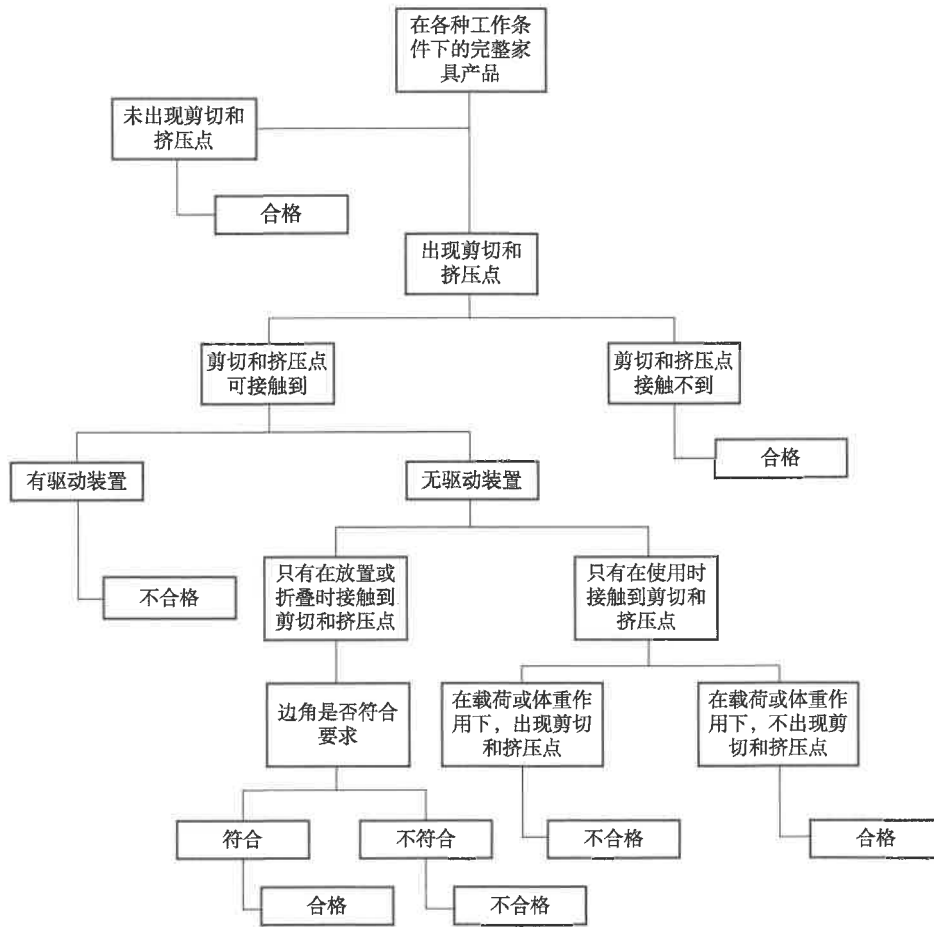 在各种工作条
件下的完整家
具产品
未出现剪切和
挤压点
合格
出现剪切和
挤压点
剪切和挤压点
可接触到
剪切和挤压点
接触不到
合格
有驱动装置
无驱动装置
不合格
只有在放置或
折叠时接触到
剪切和挤压点
只有在使用时
接触到剪切和
挤压点
边角是否符合
要求
在载荷或体重作
用下，出现剪切
和挤压点
在载荷或体重作
用下，不出现剪
切和挤压点
符合
不符合
不合格
合格
合格
不合格